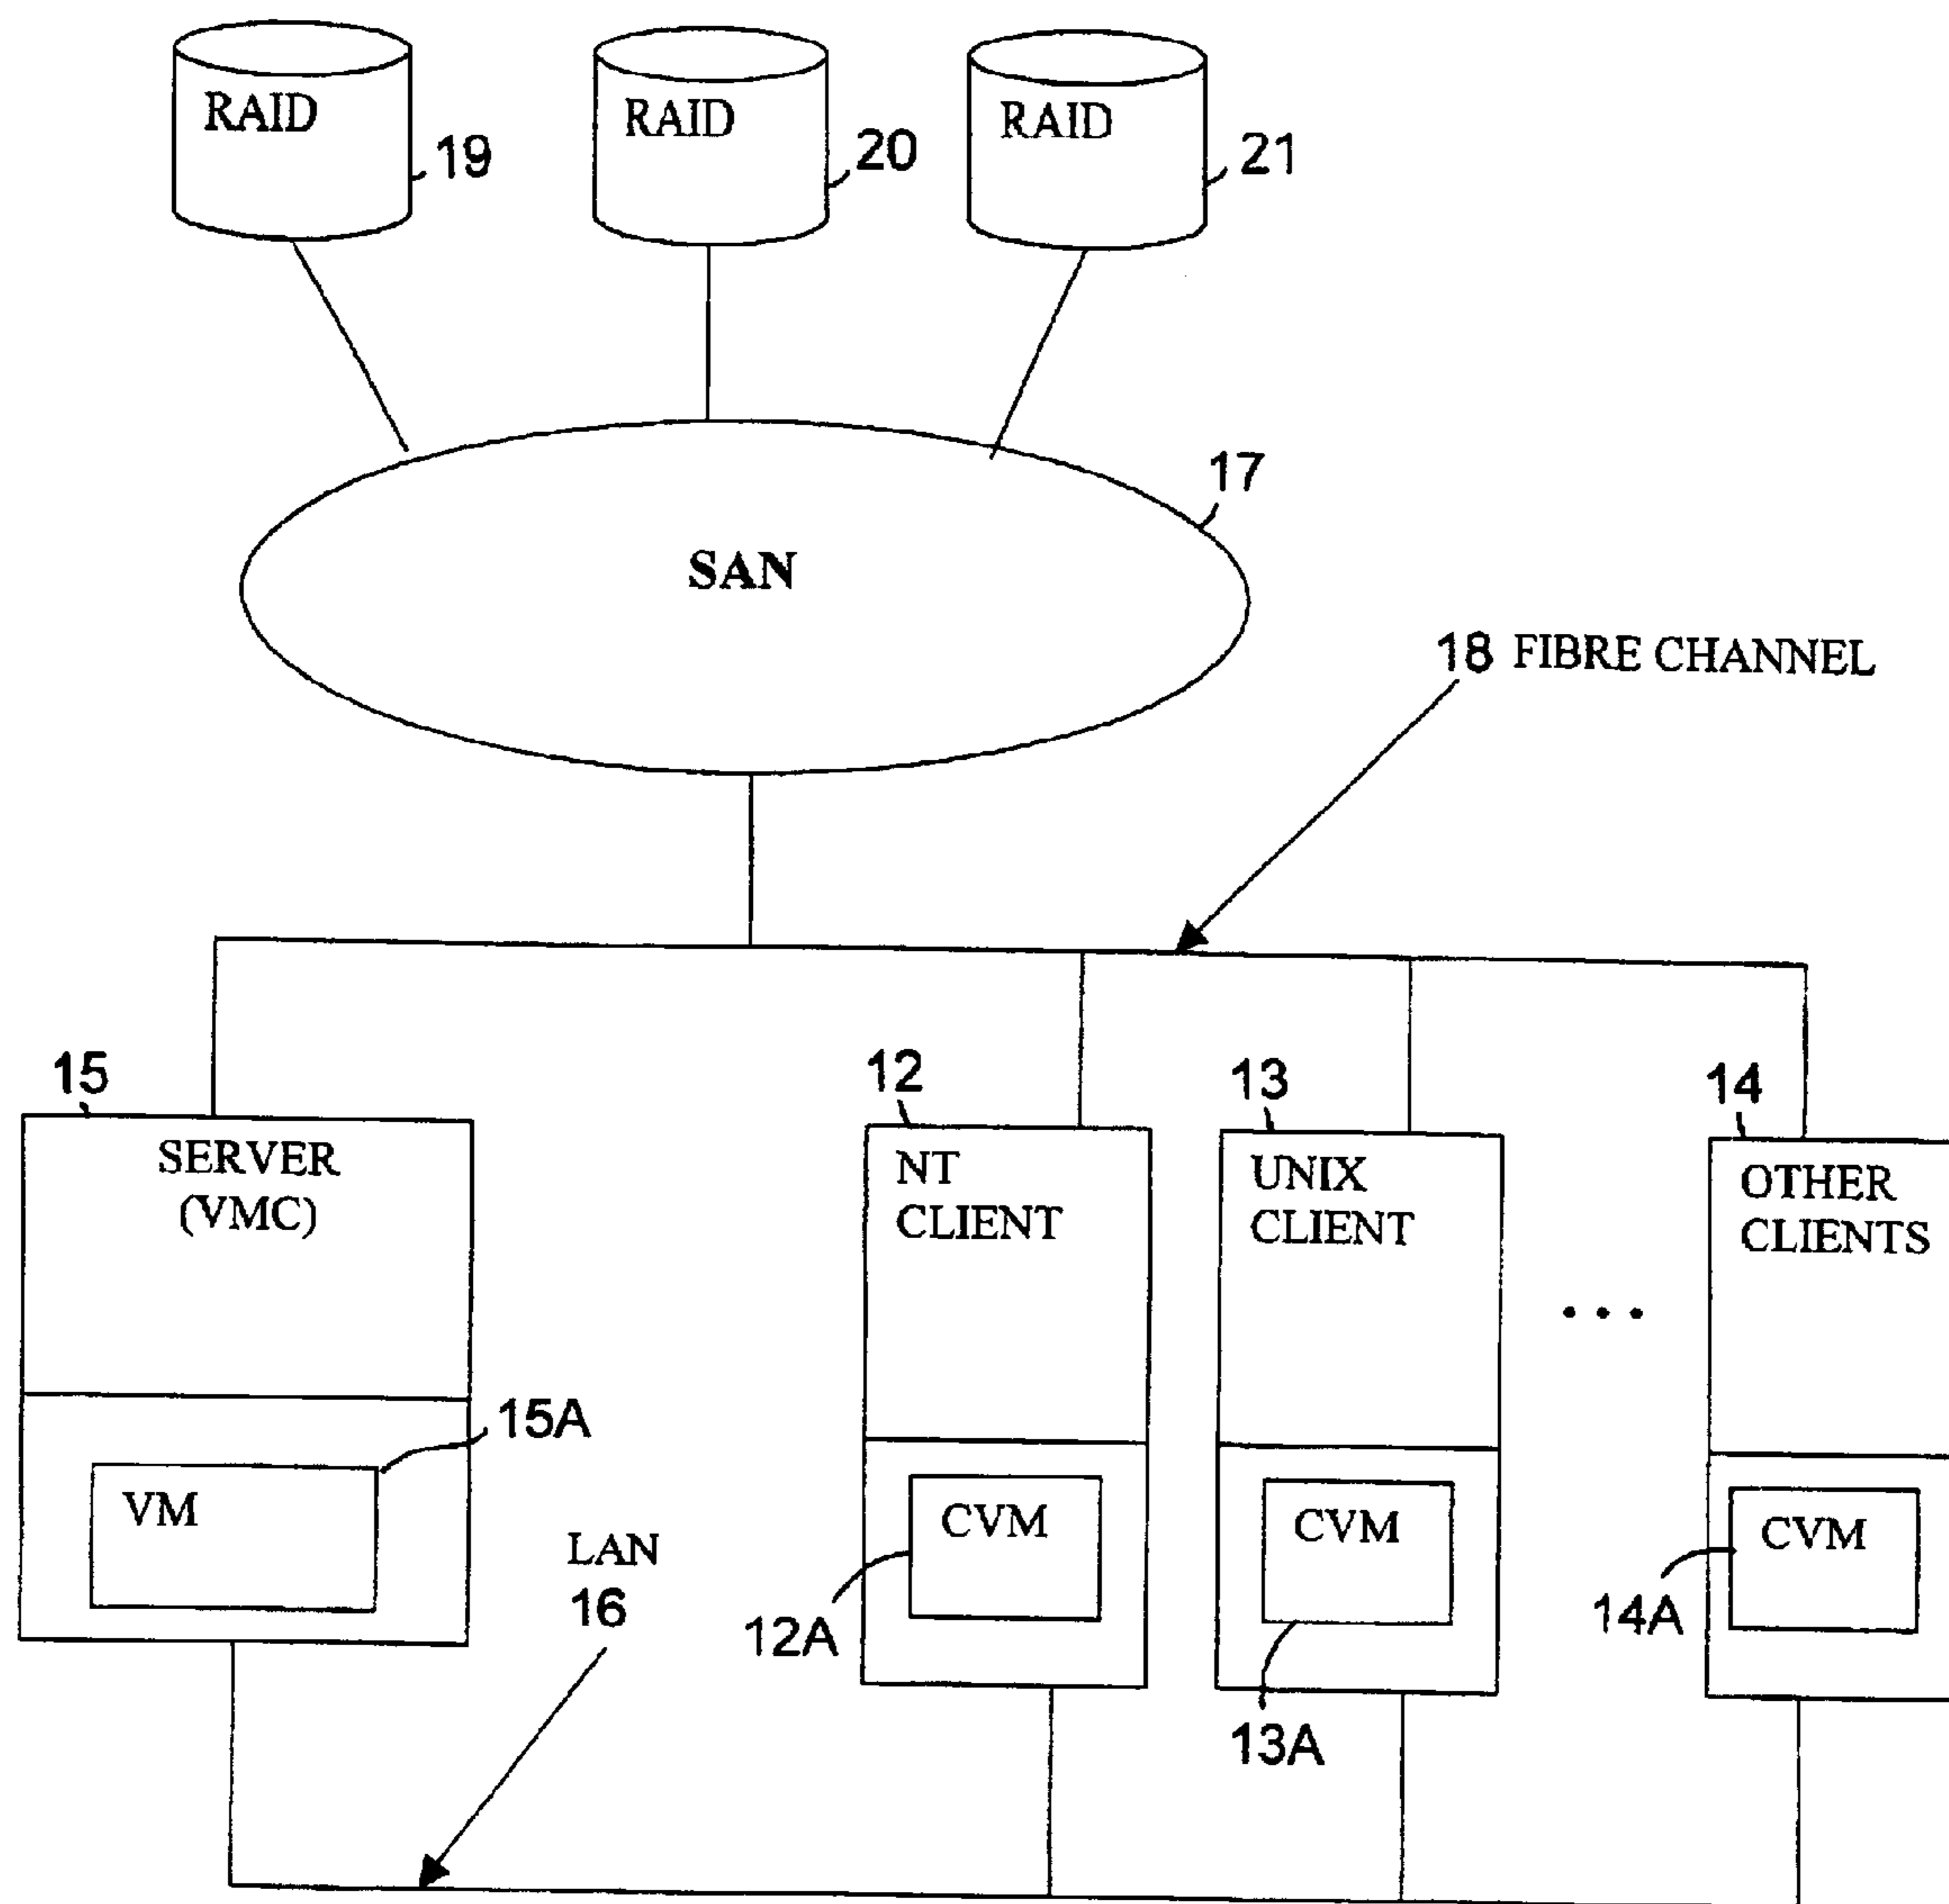 RAID
19
RAID
20
RAID
21
SAN
17
18 FIBRE CHANNEL
15
SERVER
(VMC)
12
NT
CLIENT
13
UNIX
CLIENT
...
14
OTHER
CLIENTS
15A
VM
LAN
16
CVM
12A
CVM
13A
CVM
14A